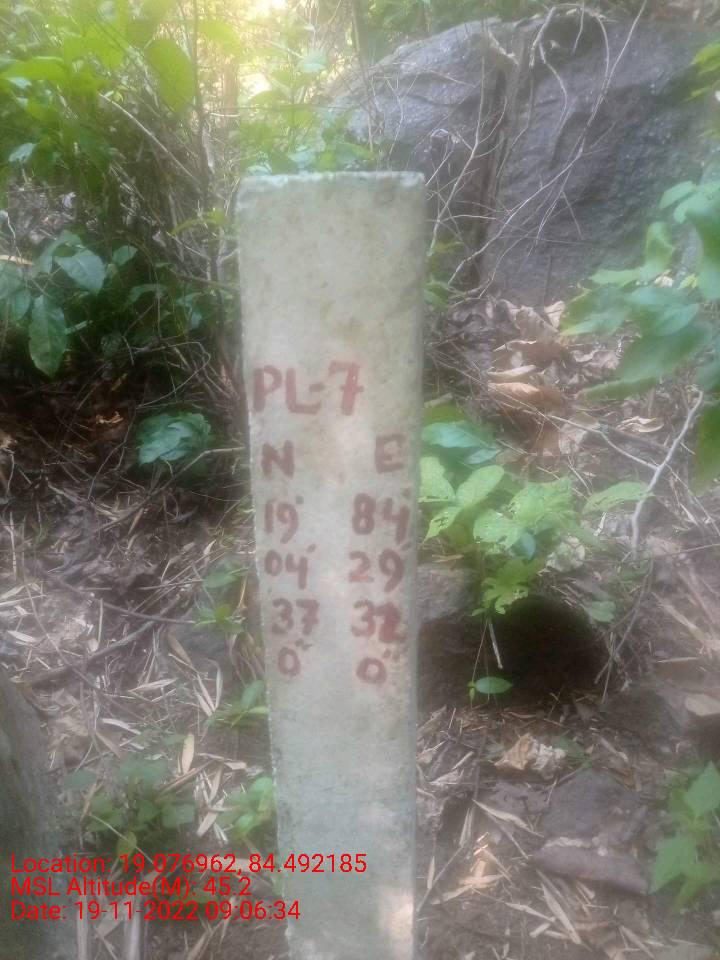 PL-7
N E
19° 84°
04' 29'
37 32
0" 0"
Location: 19.076962, 84.492185
MSL Altitude(M): 45.2
Date: 19-11-2022 09:06:34